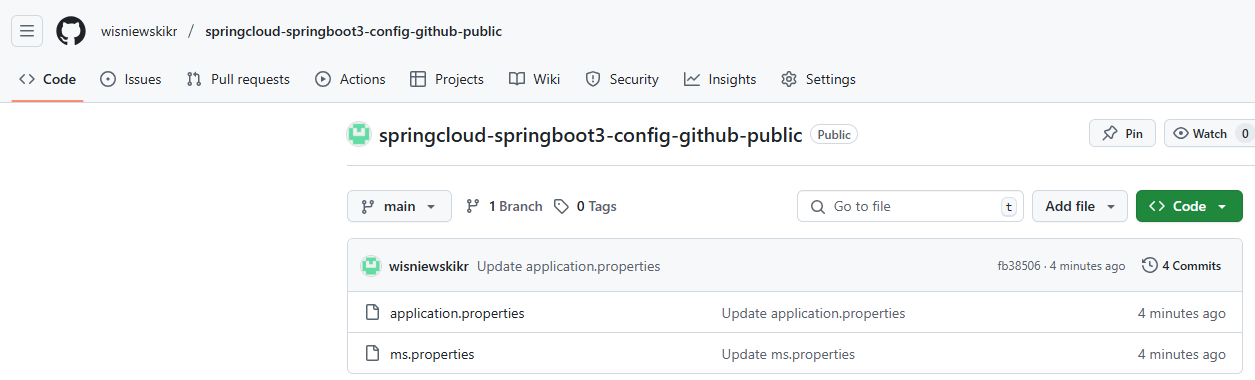 wisniewskikr / springcloud-springboot3-config-github-public
Code Issues Pull requests Actions Projects Wiki Security Insights Settings
springcloud-springboot3-config-github-public Public Pin Watch 0
main 1 Branch 0 Tags Go to file t Add file Code
wisniewskikr Update application.properties fb38506 · 4 minutes ago 4 Commits
application.properties Update application.properties 4 minutes ago
ms.properties Update ms.properties 4 minutes ago